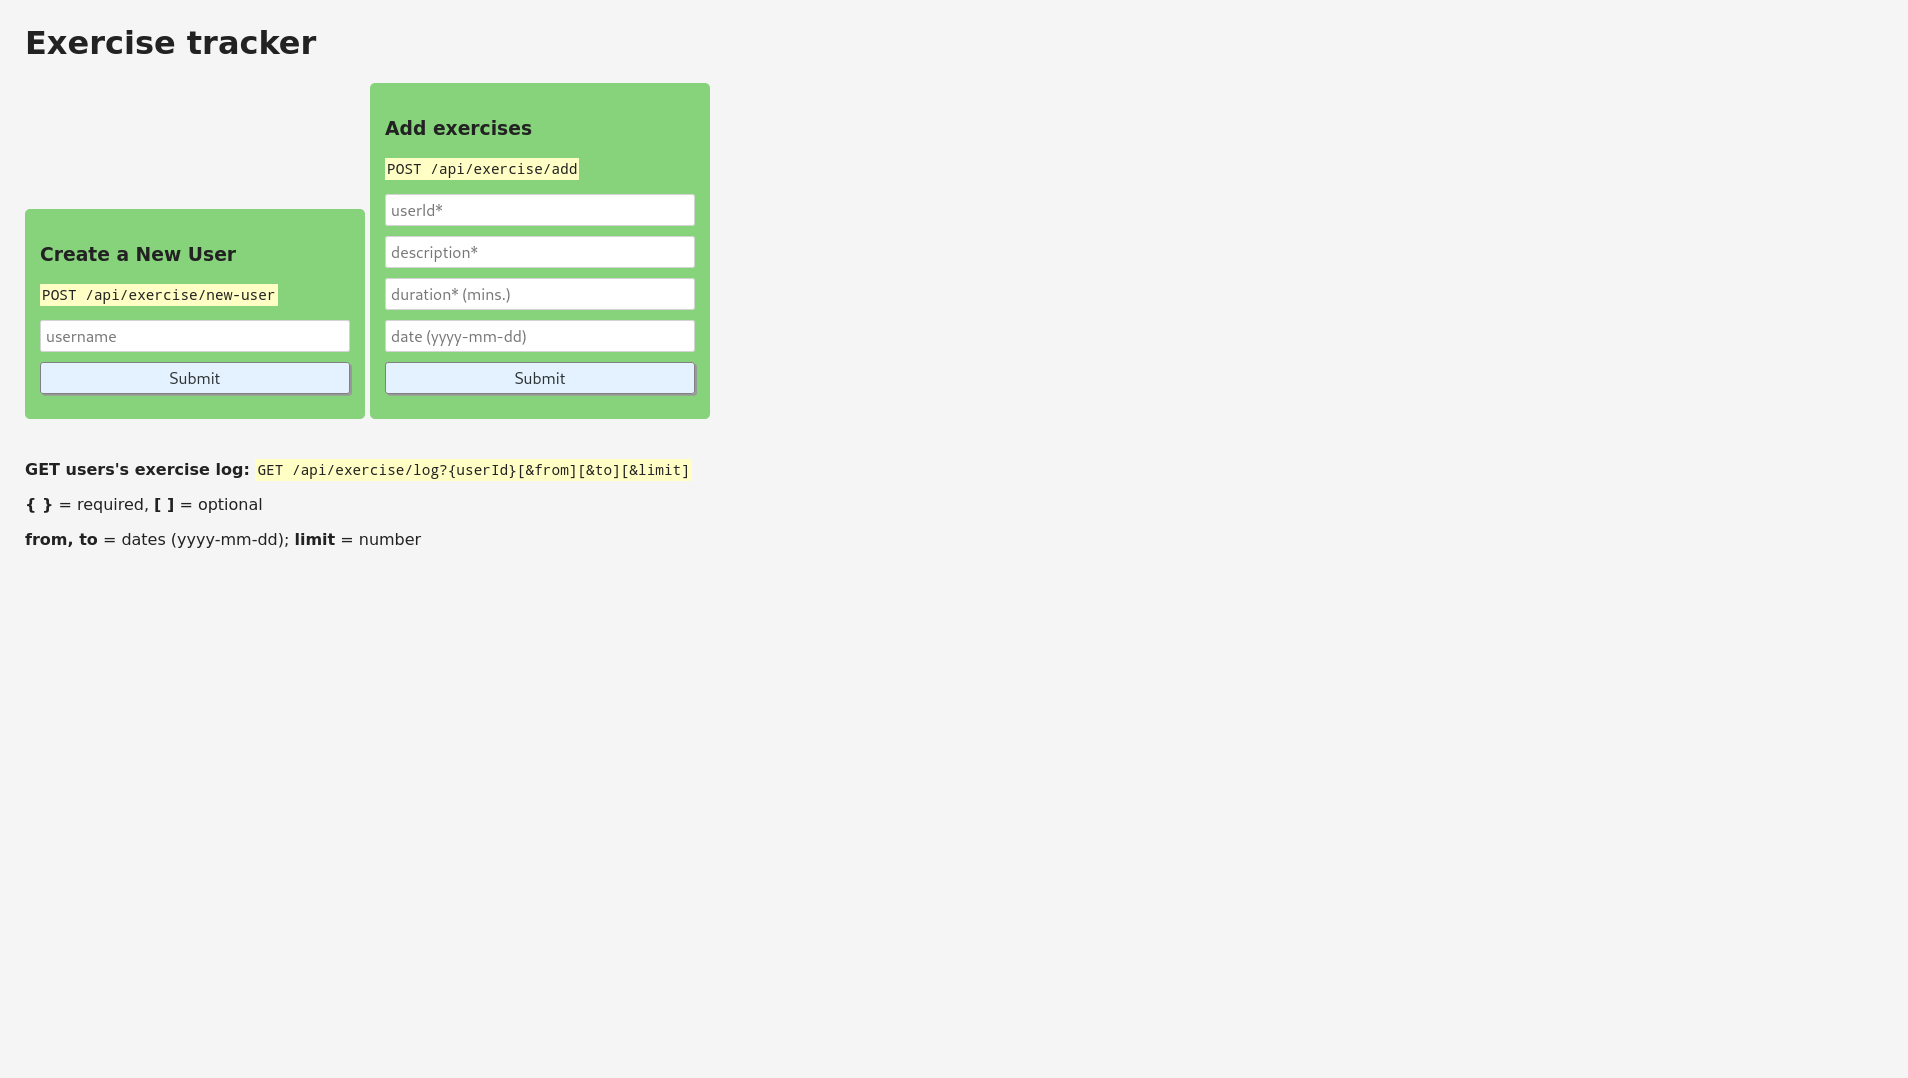 Exercise tracker
Create a New User
POST /api/exercise/new-user
username
Submit
Add exercises
POST /api/exercise/add
userId*
description*
duration* (mins.)
date (yyyy-mm-dd)
Submit
GET users's exercise log: GET /api/exercise/log?{userId}[&from][&to][&limit]
{ } = required, [ ] = optional
from, to = dates (yyyy-mm-dd); limit = number